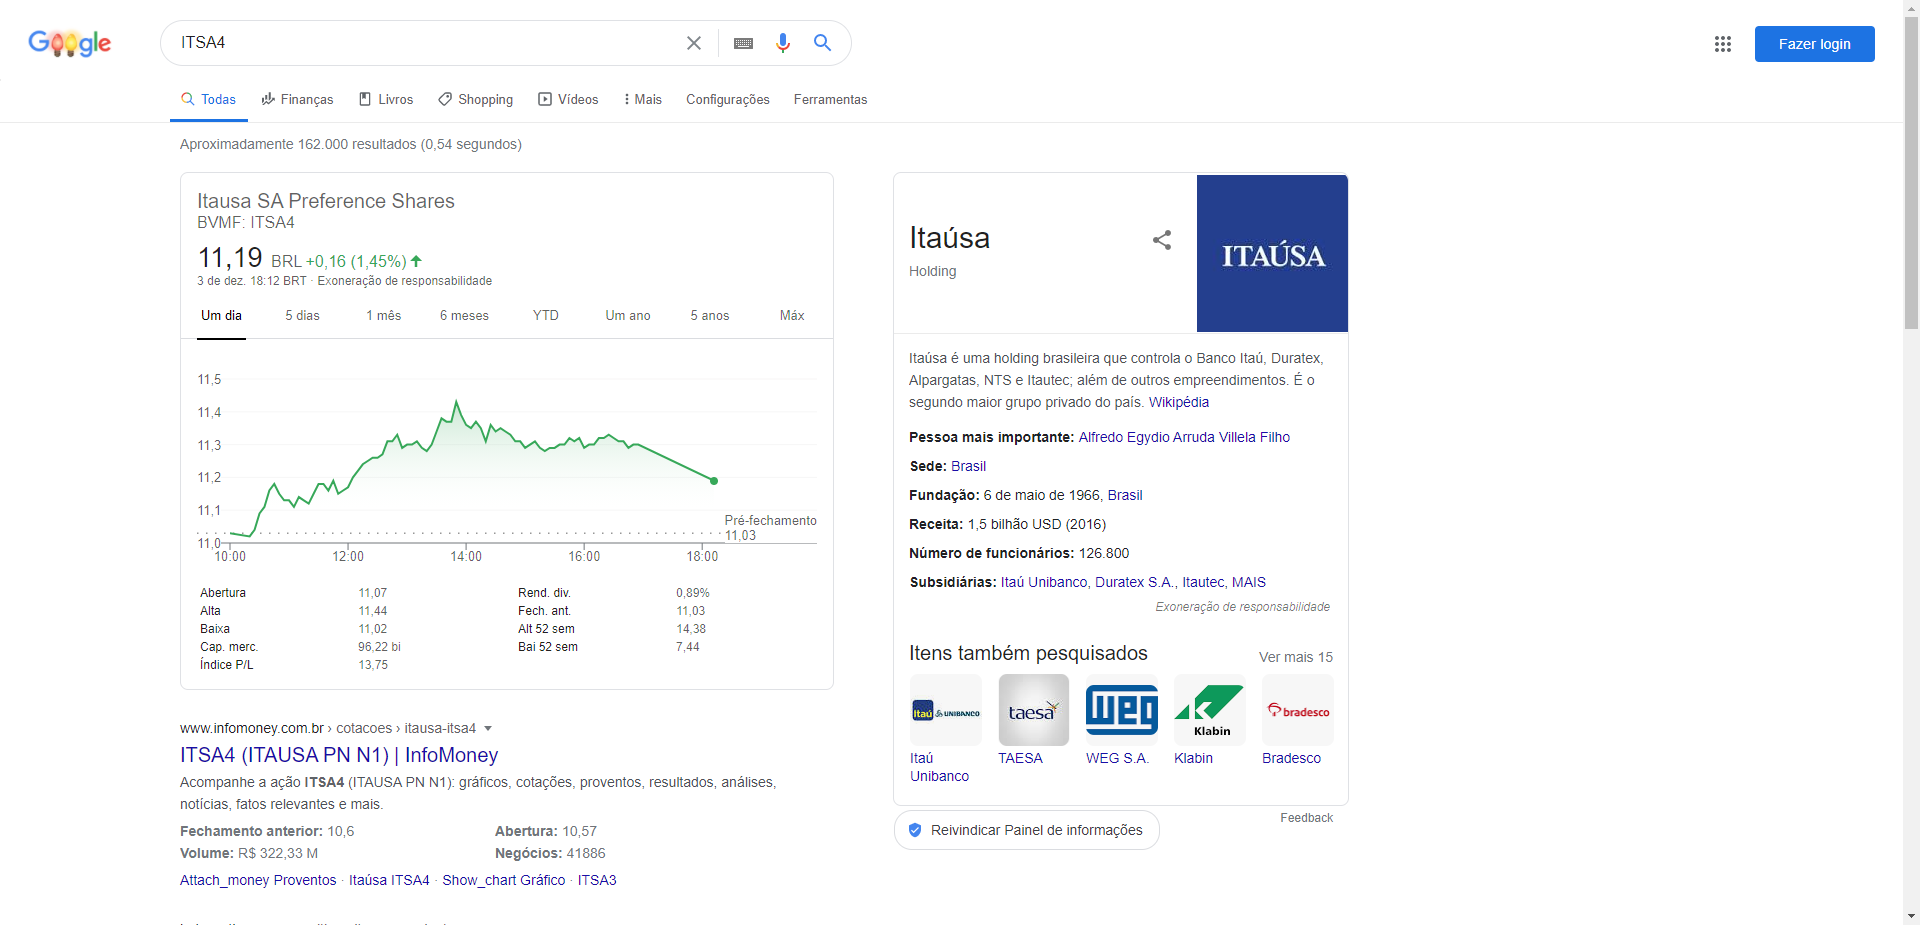 Google
ITSA4
Fazer login
Todas
Finanças
Livros
Shopping
Vídeos
Mais
Configurações
Ferramentas
Aproximadamente 162.000 resultados (0,54 segundos)
Itausa SA Preference Shares
BVMF: ITSA4
11,19 BRL +0,16 (1,45%)
3 de dez. 18:12 BRT · Exoneração de responsabilidade
Um dia
5 dias
1 mês
6 meses
YTD
Um ano
5 anos
Máx
11,5
11,4
11,3
11,2
11,1
11,0
Pré-fechamento
11,03
10:00
12:00
14:00
16:00
18:00
Abertura 11,07 Rend. div. 0,89%
Alta 11,44 Fech. ant. 11,03
Baixa 11,02 Alt 52 sem 14,38
Cap. merc. 96,22 bi Bai 52 sem 7,44
Índice P/L 13,75
www.infomoney.com.br › cotacoes › itausa-itsa4
ITSA4 (ITAUSA PN N1) | InfoMoney
Acompanhe a ação ITSA4 (ITAUSA PN N1): gráficos, cotações, proventos, resultados, análises,
notícias, fatos relevantes e mais.
Fechamento anterior: 10,6 Abertura: 10,57
Volume: R$ 322,33 M Negócios: 41886
Attach_money Proventos · Itaúsa ITSA4 · Show_chart Gráfico · ITSA3
Itaúsa
Holding
ITAÚSA
Itaúsa é uma holding brasileira que controla o Banco Itaú, Duratex,
Alpargatas, NTS e Itautec; além de outros empreendimentos. É o
segundo maior grupo privado do país. Wikipédia
Pessoa mais importante: Alfredo Egydio Arruda Villela Filho
Sede: Brasil
Fundação: 6 de maio de 1966, Brasil
Receita: 1,5 bilhão USD (2016)
Número de funcionários: 126.800
Subsidiárias: Itaú Unibanco, Duratex S.A., Itautec, MAIS
Exoneração de responsabilidade
Itens também pesquisados
Ver mais 15
Itaú UNIBANCO
taesa
weg
Klabin
bradesco
Itaú
Unibanco
TAESA
WEG S.A.
Klabin
Bradesco
Feedback
Reivindicar Painel de informações